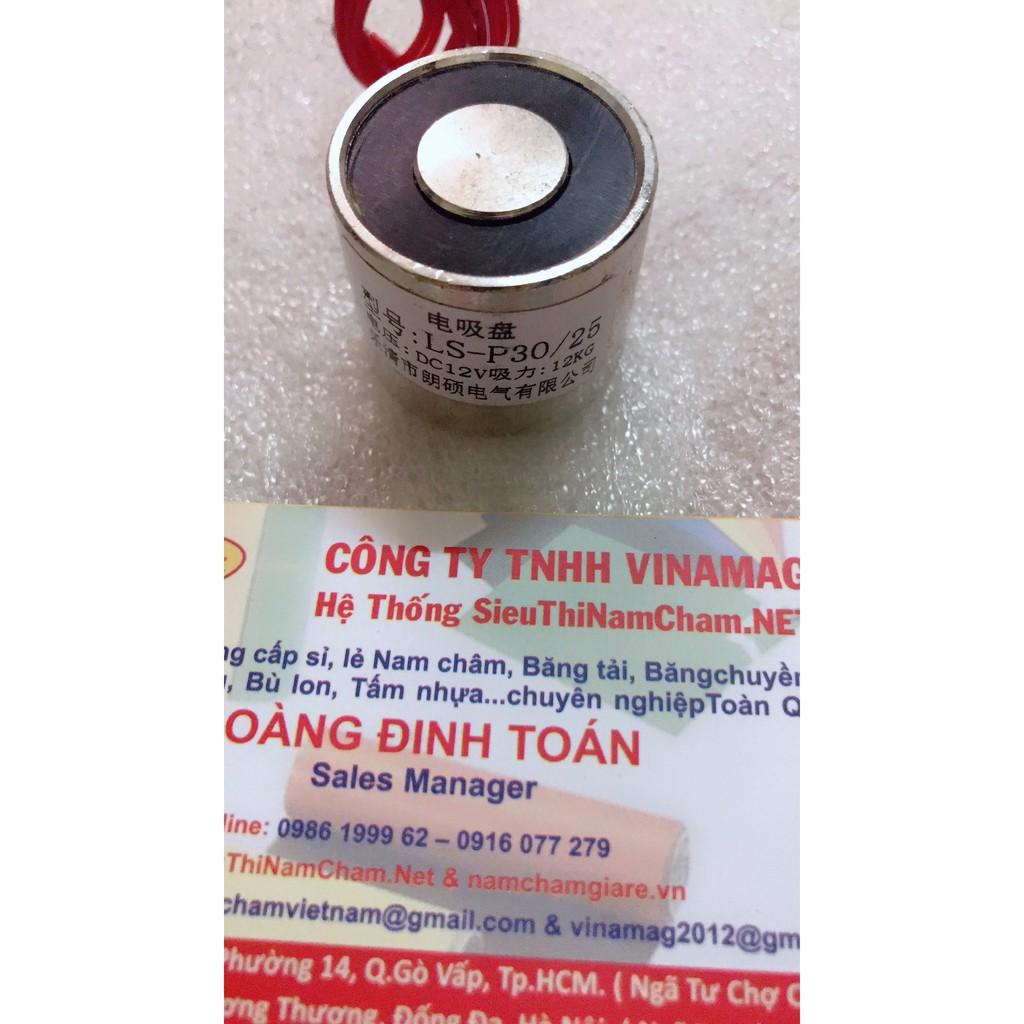 电吸盘
型号:LS-P30/25
电压:DC12V吸力:12KG
市朗硕电气有限公司
CÔNG TY TNHH VINAMAG
Hệ Thống SieuThiNamCham.NET
cấp sỉ, lẻ Nam châm, Băng tải, Băngchuyền
Bù lon, Tấm nhựa...chuyên nghiệpToàn Q
OÀNG ĐINH TOÁN
Sales Manager
line: 0986 1999 62 – 0916 077 279
ThiNamCham.Net & namchamgiare.vn
chamvietnam@gmail.com & vinamag2012@gm
Phường 14, Q.Gò Vấp, Tp.HCM. ( Ngã Tư Chợ C
ơng Thượng, Đống Đa, Hà Nội.